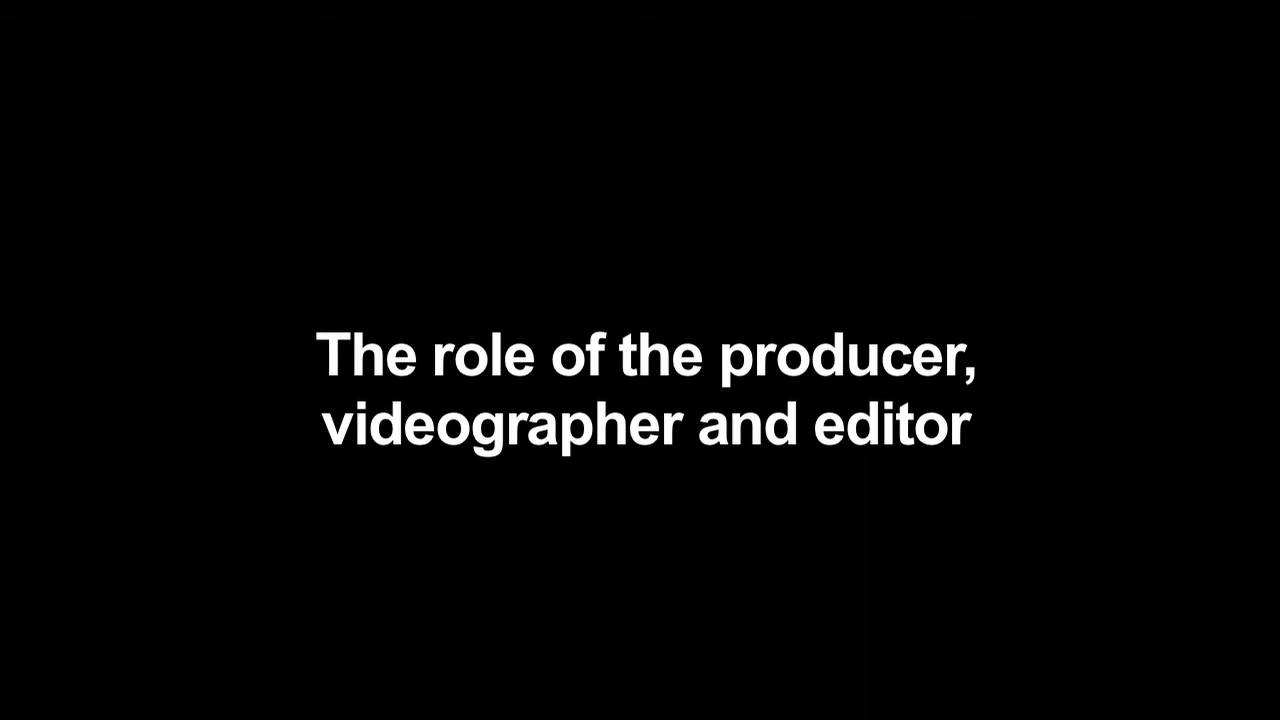 The role of the producer,
videographer and editor